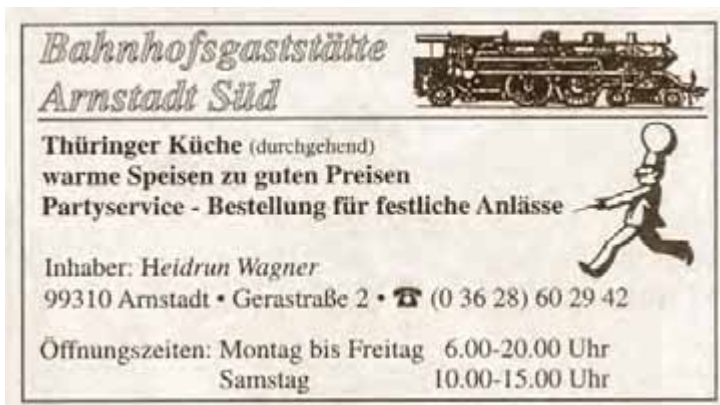 Bahnhofsgaststätte
Arnstadt Süd
Thüringer Küche (durchgehend)
warme Speisen zu guten Preisen
Partyservice - Bestellung für festliche Anlässe
Inhaber: Heidrun Wagner
99310 Arnstadt • Gerastraße 2 • ☎ (0 36 28) 60 29 42
Öffnungszeiten: Montag bis Freitag 6.00-20.00 Uhr
Samstag 10.00-15.00 Uhr